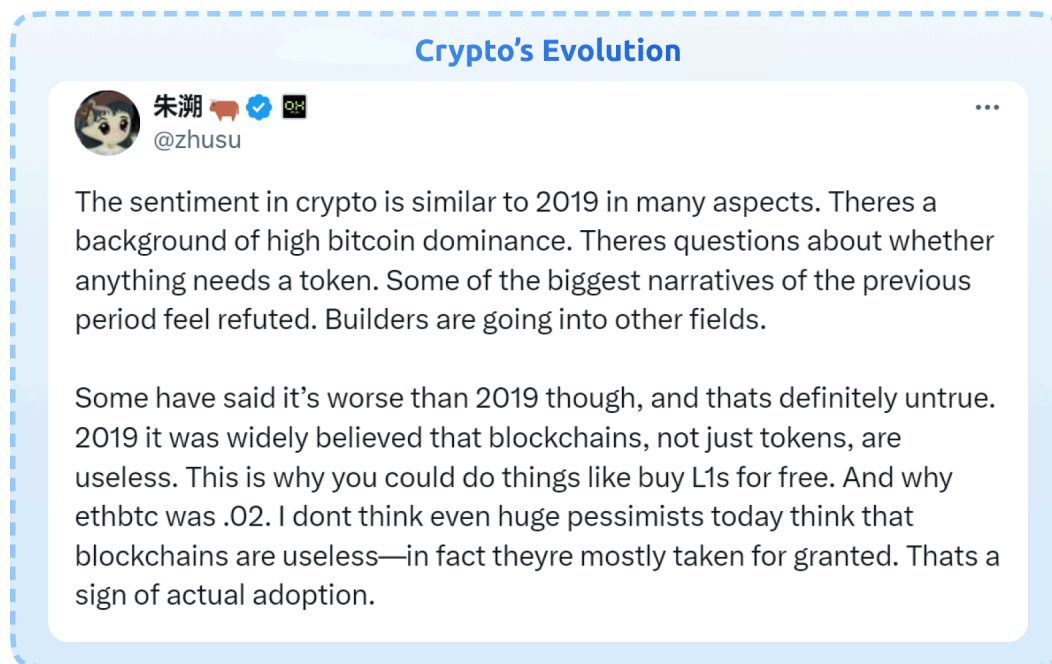 Crypto’s Evolution
朱溯 🐂
@zhusu
The sentiment in crypto is similar to 2019 in many aspects. Theres a
background of high bitcoin dominance. Theres questions about whether
anything needs a token. Some of the biggest narratives of the previous
period feel refuted. Builders are going into other fields.
Some have said it’s worse than 2019 though, and thats definitely untrue.
2019 it was widely believed that blockchains, not just tokens, are
useless. This is why you could do things like buy L1s for free. And why
ethbtc was .02. I dont think even huge pessimists today think that
blockchains are useless—in fact theyre mostly taken for granted. Thats a
sign of actual adoption.